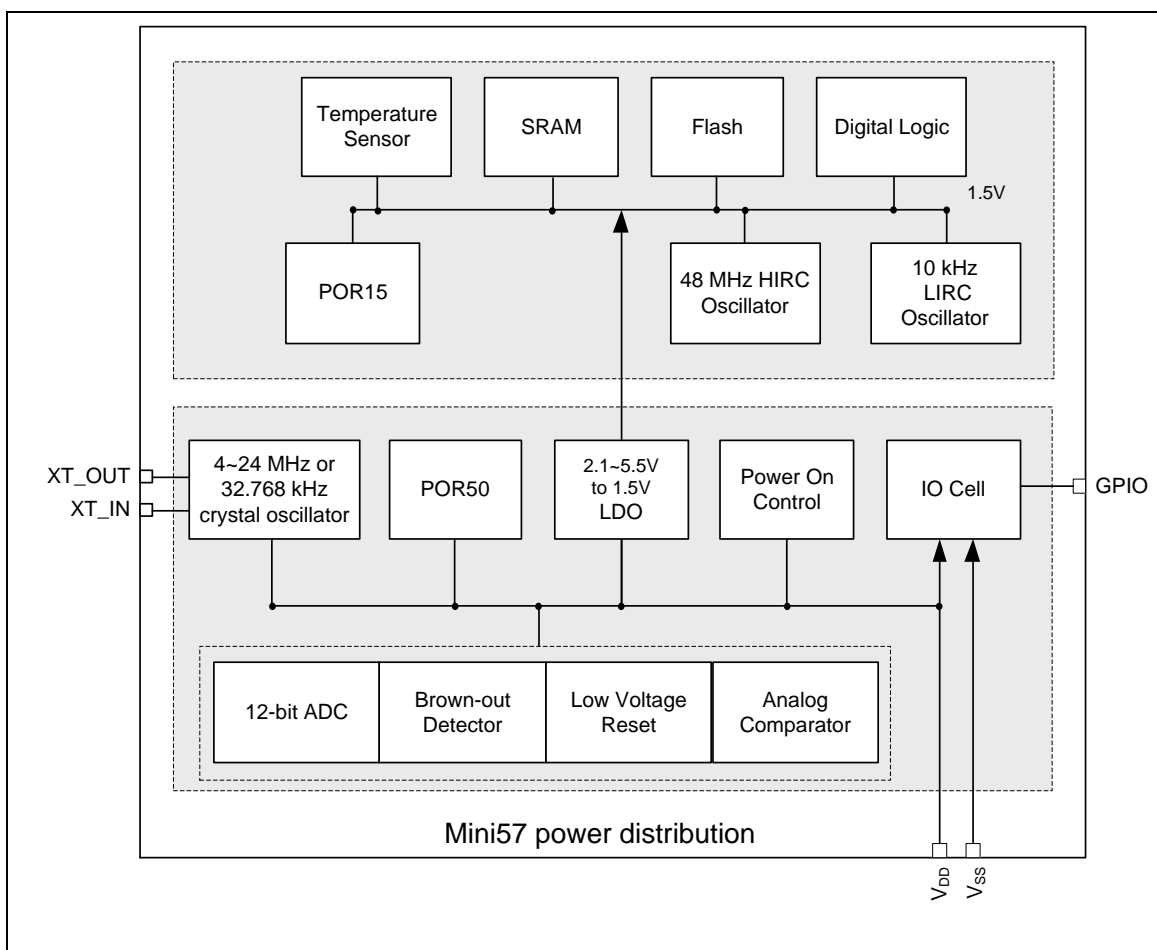 Temperature
Sensor
SRAM
Flash
Digital Logic
1.5V
POR15
48 MHz HIRC
Oscillator
10 kHz
LIRC
Oscillator
XT_OUT
XT_IN
4~24 MHz or
32.768 kHz
crystal oscillator
POR50
2.1~5.5V
to 1.5V
LDO
Power On
Control
IO Cell
GPIO
12-bit ADC
Brown-out
Detector
Low Voltage
Reset
Analog
Comparator
Mini57 power distribution
VDD
VSS